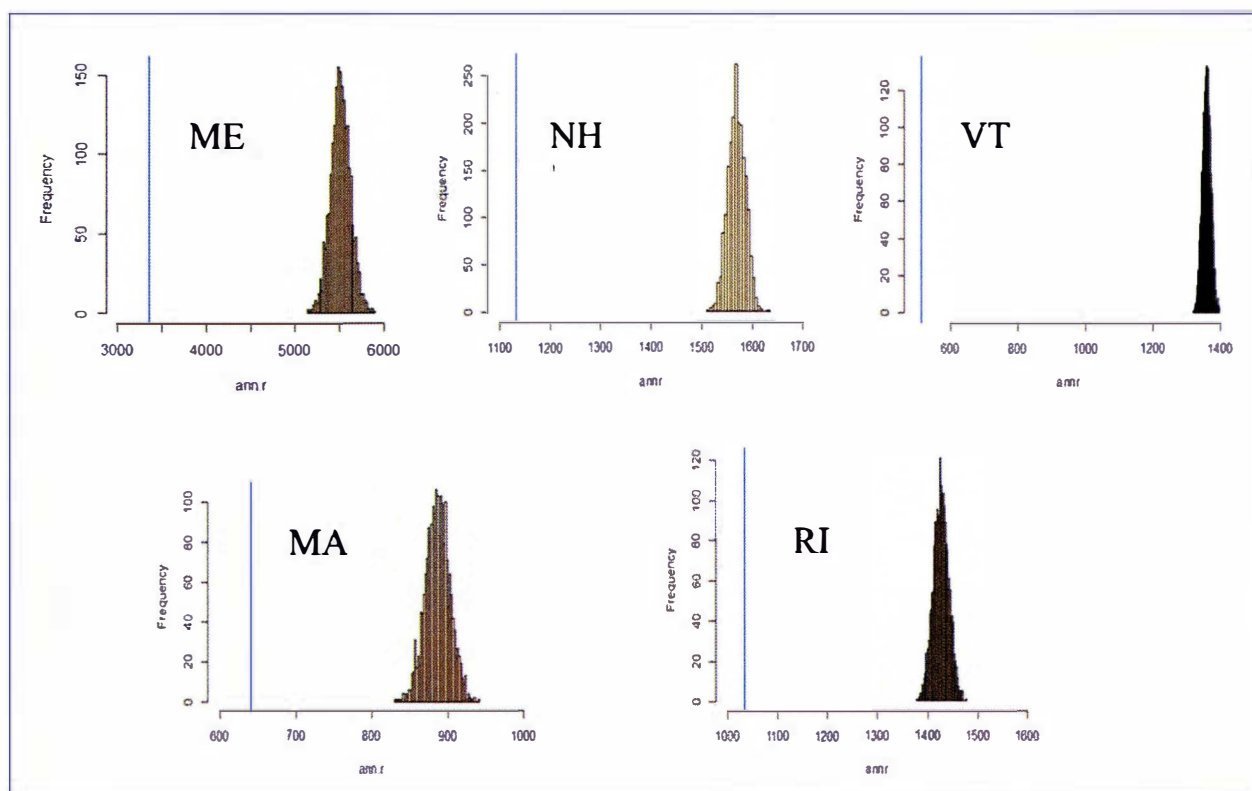 ME
Frequency
0 50 100 150
3000 4000 5000 6000
ann.r
NH
Frequency
0 50 100 150 200 250
1100 1200 1300 1400 1500 1600 1700
ann.r
VT
Frequency
0 20 40 60 80 100 120
600 800 1000 1200 1400
ann.r
MA
Frequency
0 20 40 60 80 100
600 700 800 900 1000
ann.r
RI
Frequency
0 20 40 60 80 100 120
1000 1100 1200 1300 1400 1500 1600
ann.r